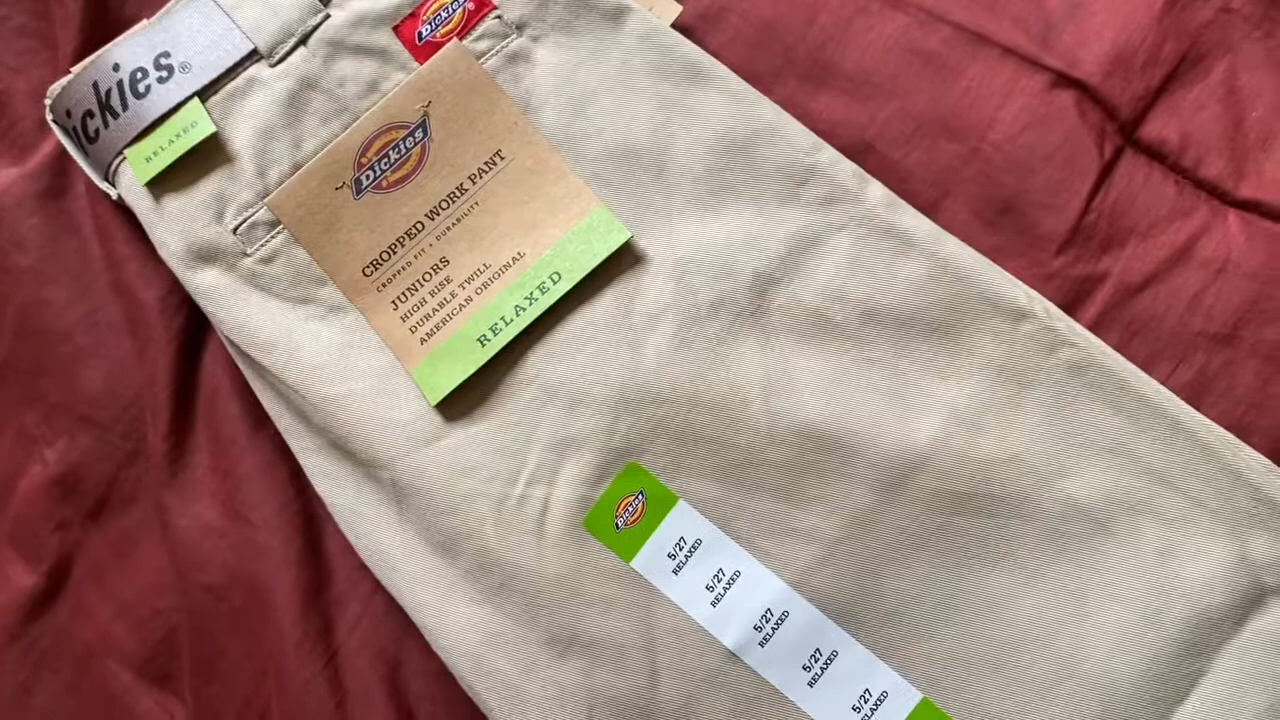 Dickies
Dickies®
RELAXED
Dickies
CROPPED WORK PANT
CROPPED FIT + DURABILITY
JUNIORS
HIGH RISE
DURABLE TWILL
AMERICAN ORIGINAL
RELAXED
Dickies
5/27
RELAXED
5/27
RELAXED
5/27
RELAXED
5/27
RELAXED
5/27
RELAXED